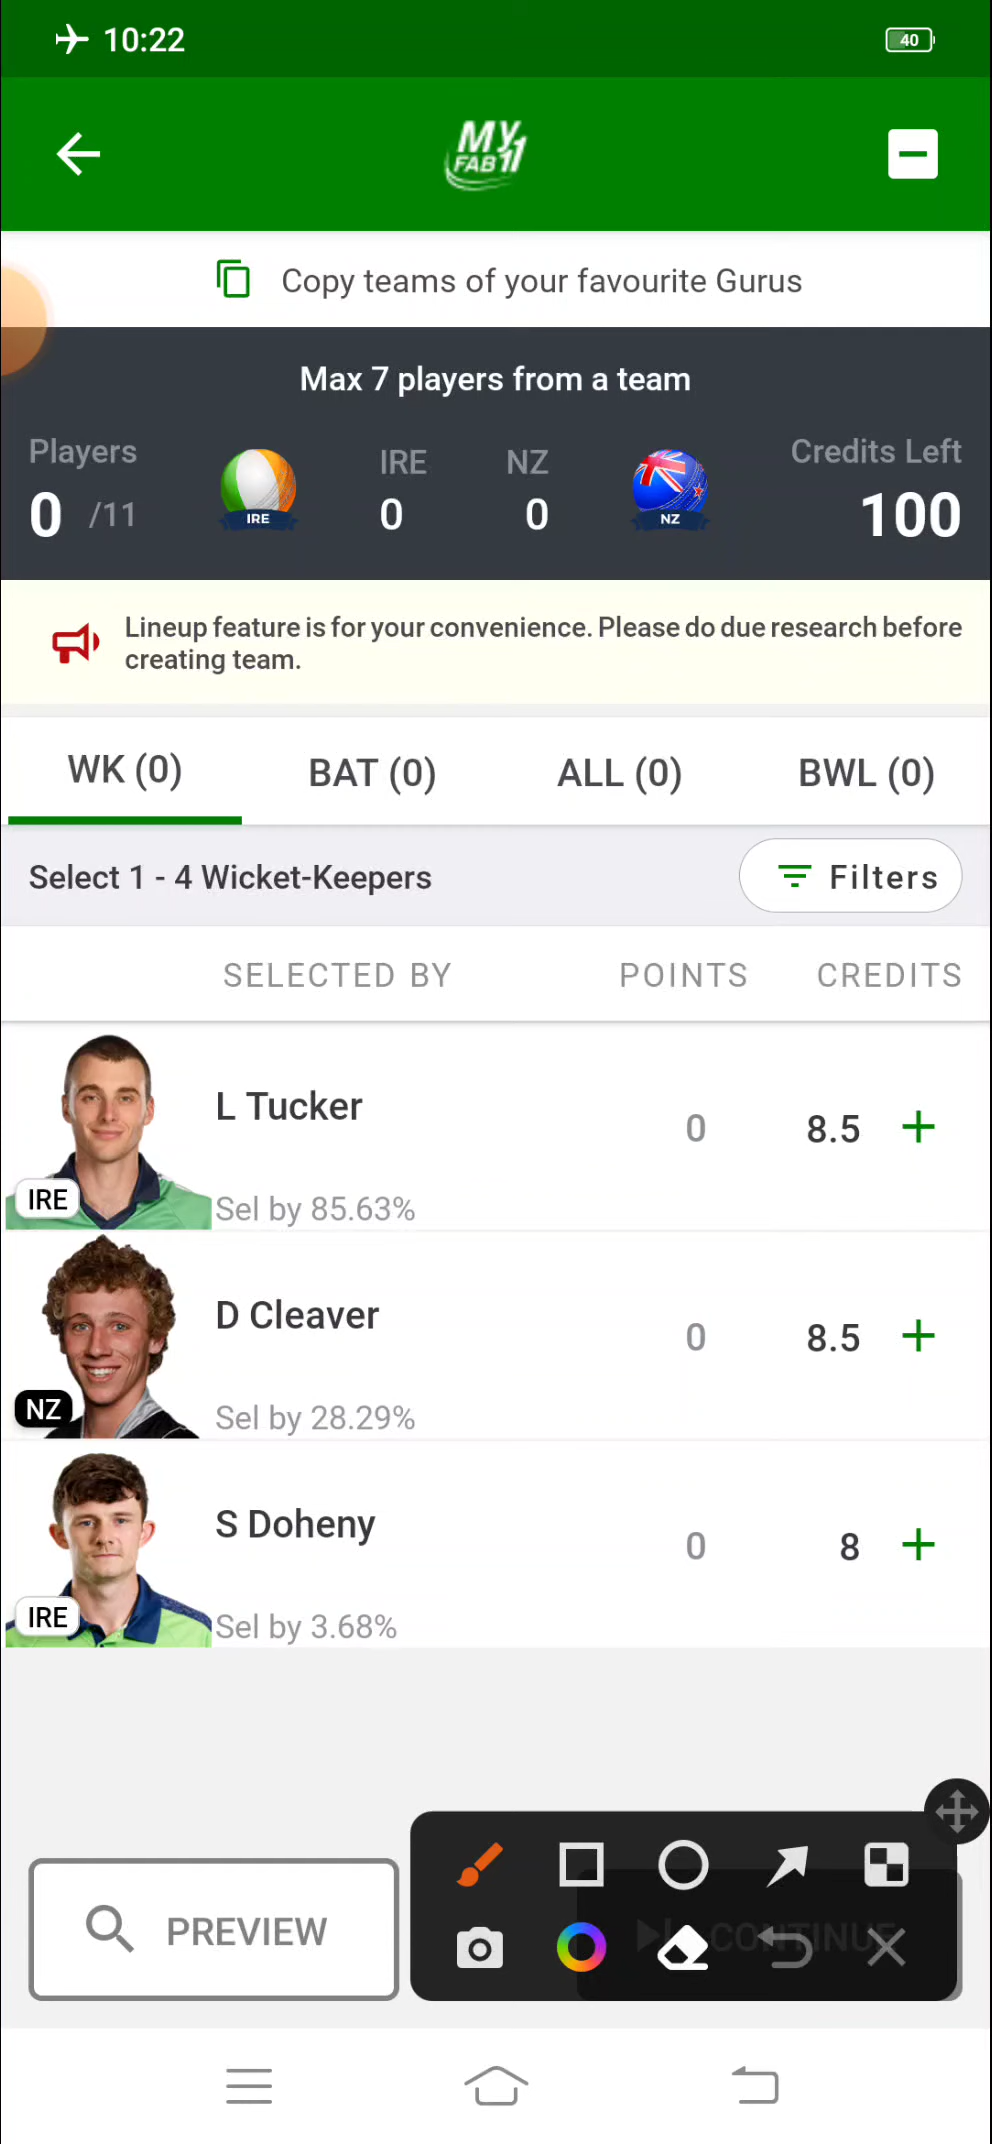 10:22
40
MY
FAB11
Copy teams of your favourite Gurus
Max 7 players from a team
Players
IRE
NZ
Credits Left
0 /11
IRE
0
0
NZ
100
Lineup feature is for your convenience. Please do due research before
creating team.
WK (0)
BAT (0)
ALL (0)
BWL (0)
Select 1 - 4 Wicket-Keepers
Filters
SELECTED BY
POINTS
CREDITS
L Tucker
0
8.5
IRE
Sel by 85.63%
D Cleaver
0
8.5
NZ
Sel by 28.29%
S Doheny
0
8
IRE
Sel by 3.68%
PREVIEW
CONTINUE